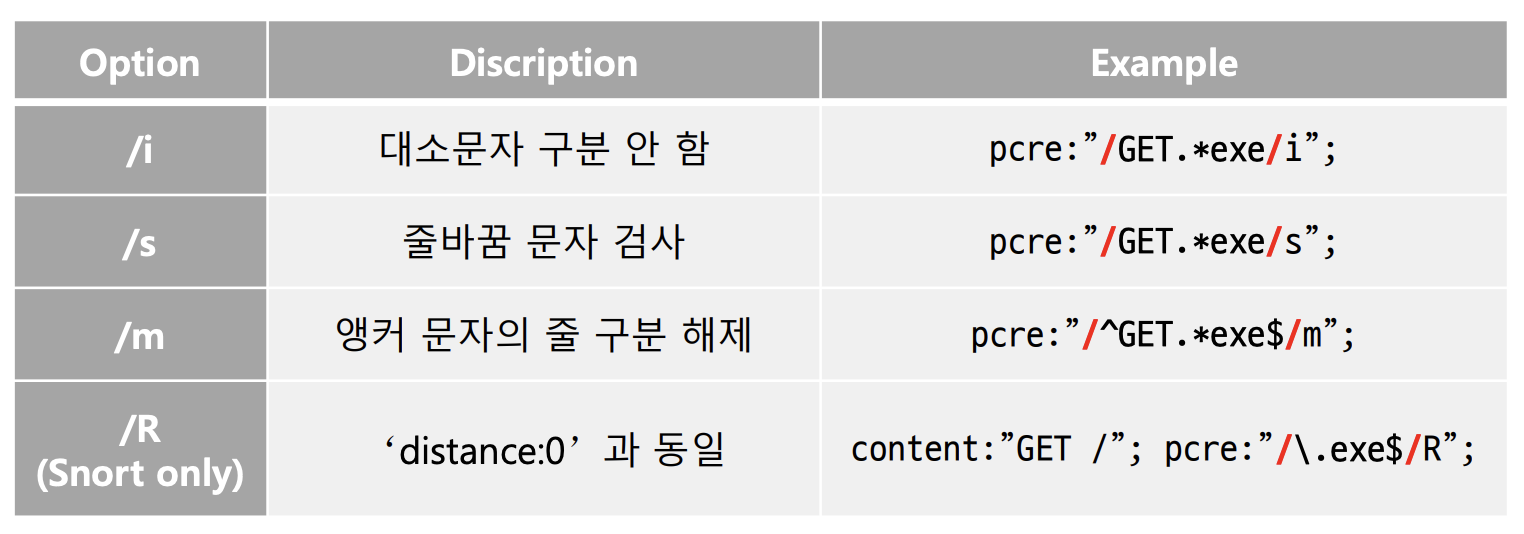 Option Discription Example
/i 대소문자 구분 안 함 pcre:”/GET.*exe/i”;
/s 줄바꿈 문자 검사 pcre:”/GET.*exe/s”;
/m 앵커 문자의 줄 구분 해제 pcre:”/^GET.*exe$/m”;
/R
(Snort only) ‘distance:0’ 과 동일 content:”GET /”; pcre:”/\.exe$/R”;